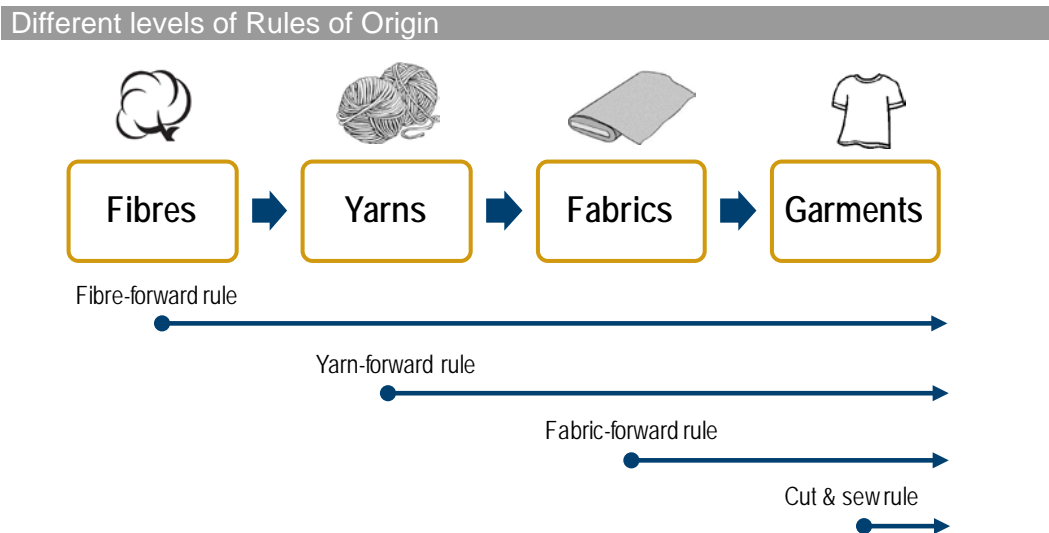 Different levels of Rules of Origin
Fibres
Yarns
Fabrics
Garments
Fibre-forward rule
Yarn-forward rule
Fabric-forward rule
Cut & sew rule